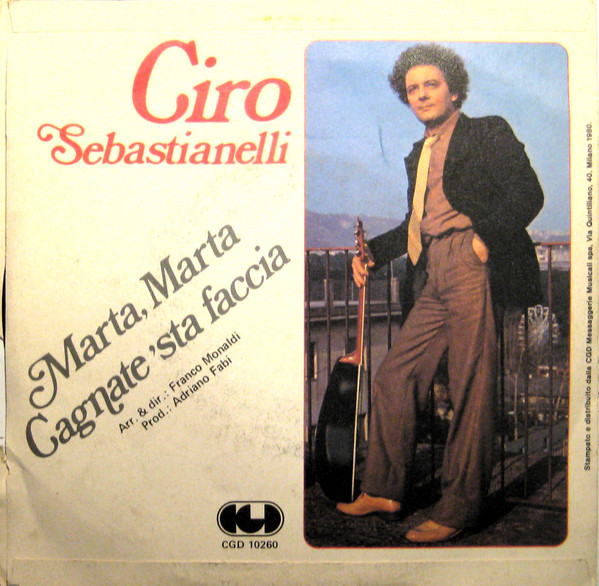 Ciro
Sebastianelli
Marta, Marta
Cagnate 'sta faccia
Arr. & dir.: Franco Monaldi
Prod.: Adriano Fabi
CGD
CGD 10260
Stampato e distribuito dalla CGD Messaggerie Musicali spa, Via Quintiliano, 40, Milano 1980.